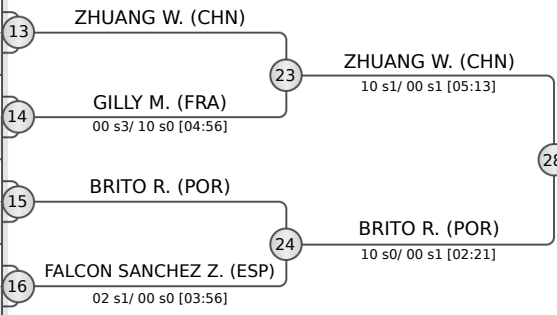 13
ZHUANG W. (CHN)
23
ZHUANG W. (CHN)
10 s1/ 00 s1 [05:13]
14
GILLY M. (FRA)
00 s3/ 10 s0 [04:56]
28
15
BRITO R. (POR)
24
BRITO R. (POR)
10 s0/ 00 s1 [02:21]
16
FALCON SANCHEZ Z. (ESP)
02 s1/ 00 s0 [03:56]